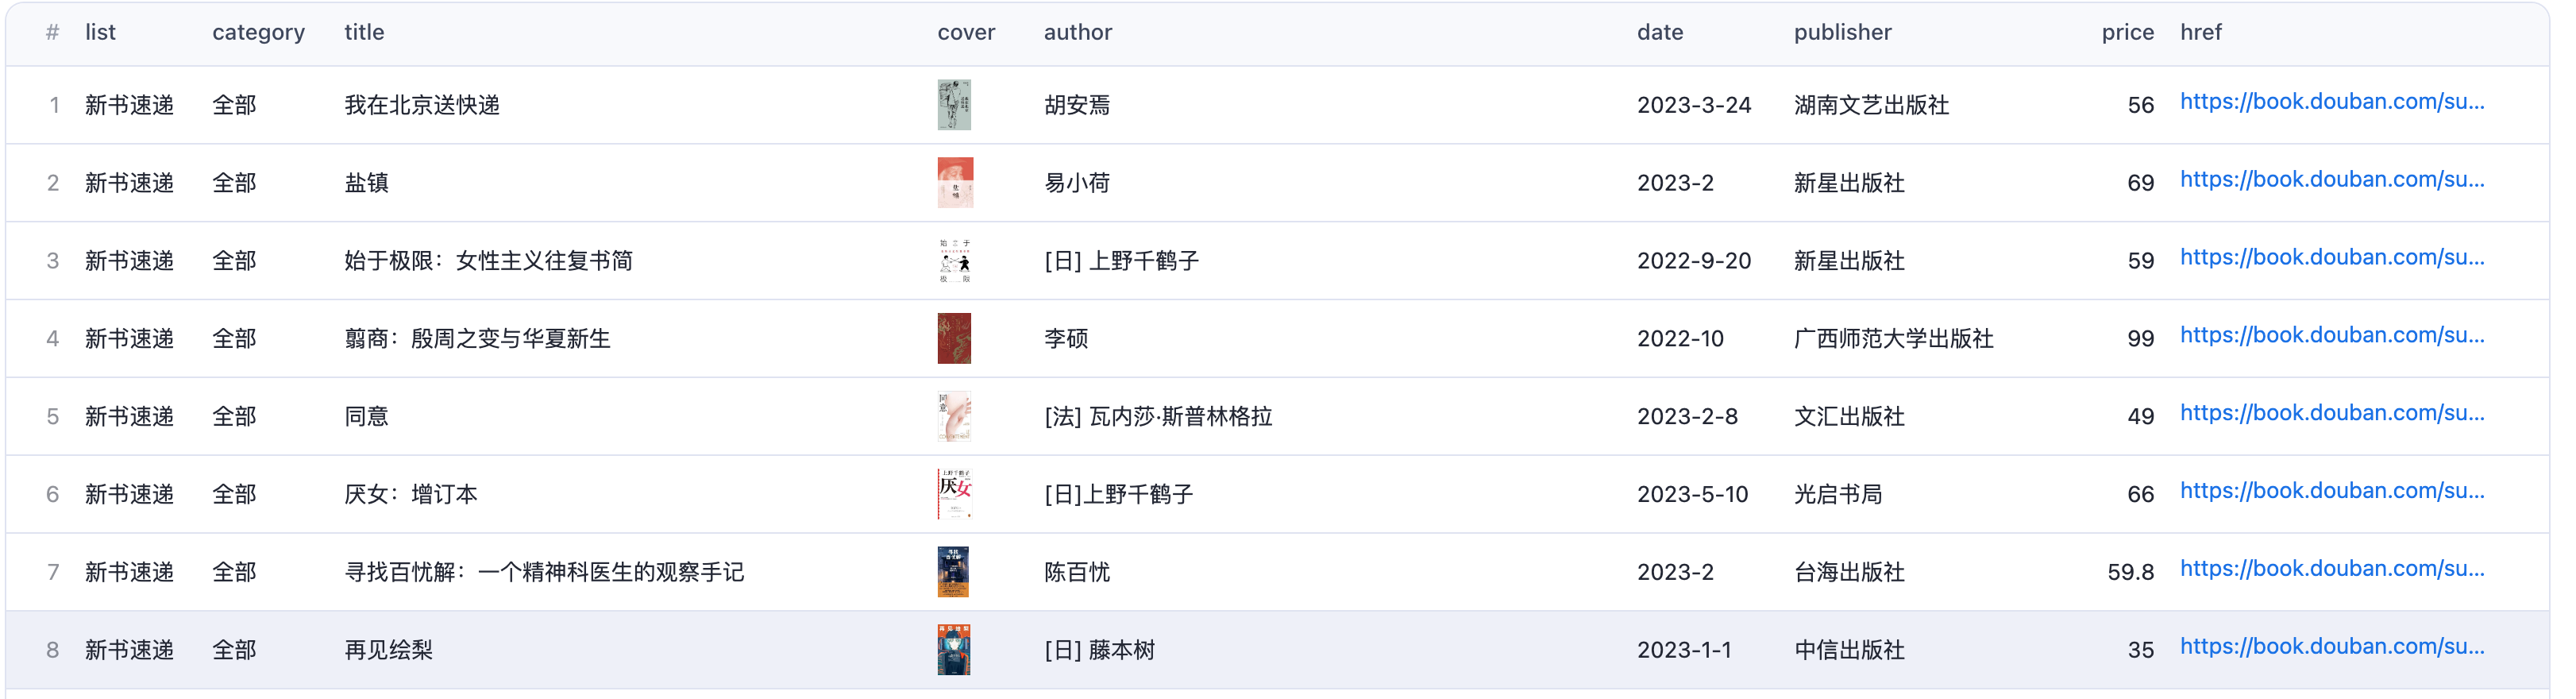 # list category title cover author date publisher price href
1 新书速递 全部 我在北京送快递 胡安焉 2023-3-24 湖南文艺出版社 56 https://book.douban.com/su...
2 新书速递 全部 盐镇 易小荷 2023-2 新星出版社 69 https://book.douban.com/su...
3 新书速递 全部 始于极限：女性主义往复书简 [日] 上野千鹤子 2022-9-20 新星出版社 59 https://book.douban.com/su...
4 新书速递 全部 翦商：殷周之变与华夏新生 李硕 2022-10 广西师范大学出版社 99 https://book.douban.com/su...
5 新书速递 全部 同意 [法] 瓦内莎·斯普林格拉 2023-2-8 文汇出版社 49 https://book.douban.com/su...
6 新书速递 全部 厌女：增订本 [日]上野千鹤子 2023-5-10 光启书局 66 https://book.douban.com/su...
7 新书速递 全部 寻找百忧解：一个精神科医生的观察手记 陈百忧 2023-2 台海出版社 59.8 https://book.douban.com/su...
8 新书速递 全部 再见绘梨 [日] 藤本树 2023-1-1 中信出版社 35 https://book.douban.com/su...